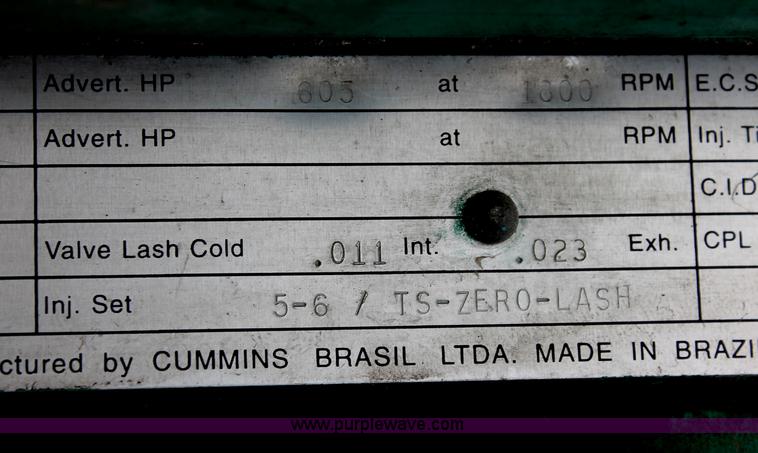 Advert. HP 605 at 1800 RPM E.C.S
Advert. HP at RPM Inj. Ti
C.I.D
Valve Lash Cold .011 Int. .023 Exh. CPL
Inj. Set 5-6 / TS-ZERO-LASH
ctured by CUMMINS BRASIL LTDA. MADE IN BRAZI
www.purplewave.com